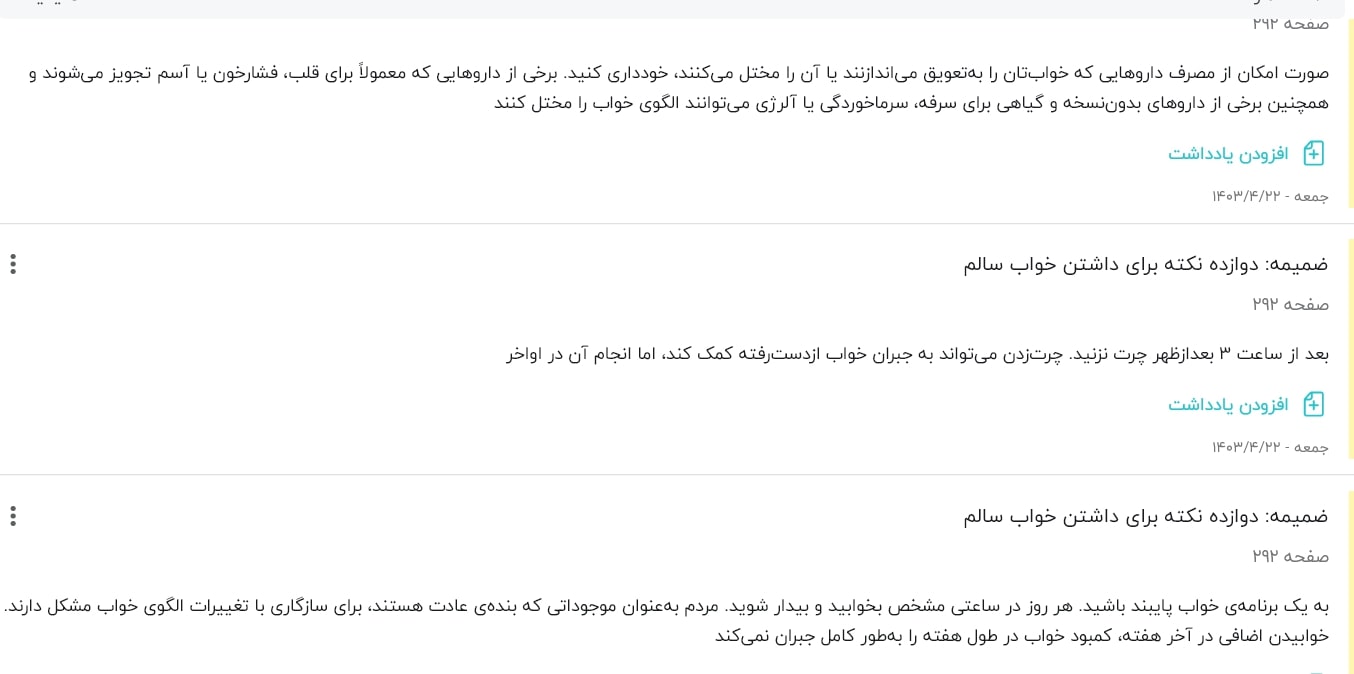 صفحه ۲۹۲
صورت امکان از مصرف داروهایی که خواب‌تان را به‌تعویق می‌اندازنند یا آن را مختل می‌کنند، خودداری کنید. برخی از داروهایی که معمولاً برای قلب، فشارخون یا آسم تجویز می‌شوند و
همچنین برخی از داروهای بدون‌نسخه و گیاهی برای سرفه، سرماخوردگی یا آلرژی می‌توانند الگوی خواب را مختل کنند
افزودن یادداشت
جمعه - ۱۴۰۳/۴/۲۲
ضمیمه: دوازده نکته برای داشتن خواب سالم
صفحه ۲۹۲
بعد از ساعت ۳ بعدازظهر چرت نزنید. چرت‌زدن می‌تواند به جبران خواب ازدست‌رفته کمک کند، اما انجام آن در اواخر
افزودن یادداشت
جمعه - ۱۴۰۳/۴/۲۲
ضمیمه: دوازده نکته برای داشتن خواب سالم
صفحه ۲۹۲
به یک برنامه‌ی خواب پایبند باشید. هر روز در ساعتی مشخص بخوابید و بیدار شوید. مردم به‌عنوان موجوداتی که بنده‌ی عادت هستند، برای سازگاری با تغییرات الگوی خواب مشکل دارند.
خوابیدن اضافی در آخر هفته، کمبود خواب در طول هفته را به‌طور کامل جبران نمی‌کند